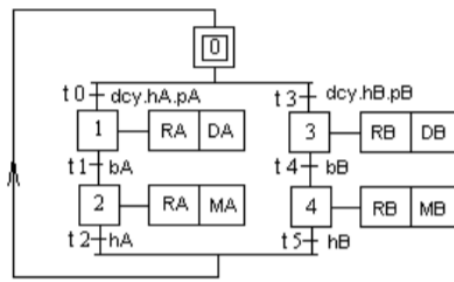 0
t0 dcy.hA.pA t3 dcy.hB.pB
1 RA DA 3 RB DB
t1 bA t4 bB
2 RA MA 4 RB MB
t2 hA t5 hB